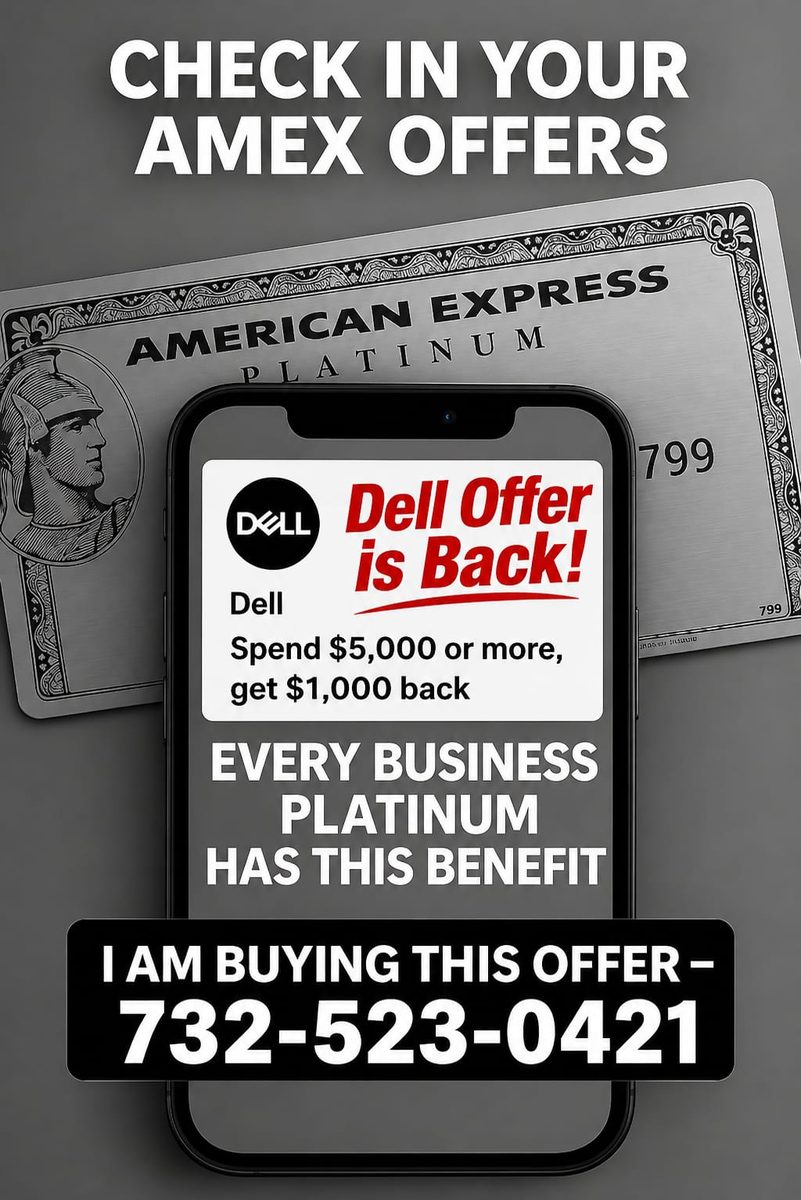 CHECK IN YOUR
AMEX OFFERS
AMERICAN EXPRESS
PLATINUM
799
DELL
Dell Offer
is Back!
Dell
799
Spend $5,000 or more,
get $1,000 back
EVERY BUSINESS
PLATINUM
HAS THIS BENEFIT
I AM BUYING THIS OFFER –
732-523-0421